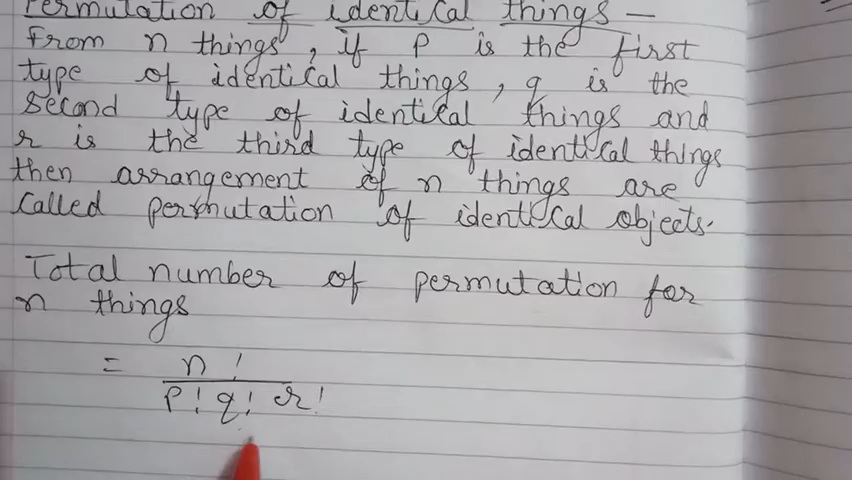 Permutation of identical things —
From n things, if P is the first
type of identical things, q is the
second type of identical things and
r is the third type of identical things
then arrangement of n things are
called permutation of identical objects.
Total number of permutation for
n things
= n!
P! q! r!